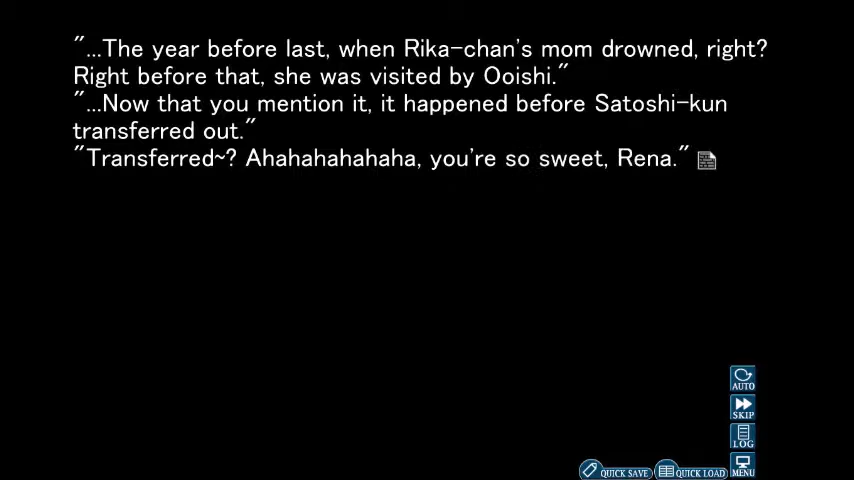 "...The year before last, when Rika-chan's mom drowned, right?
Right before that, she was visited by Ooishi."
"...Now that you mention it, it happened before Satoshi-kun
transferred out."
"Transferred~? Ahahahahahaha, you're so sweet, Rena."
AUTO
SKIP
LOG
MENU
QUICK SAVE
QUICK LOAD